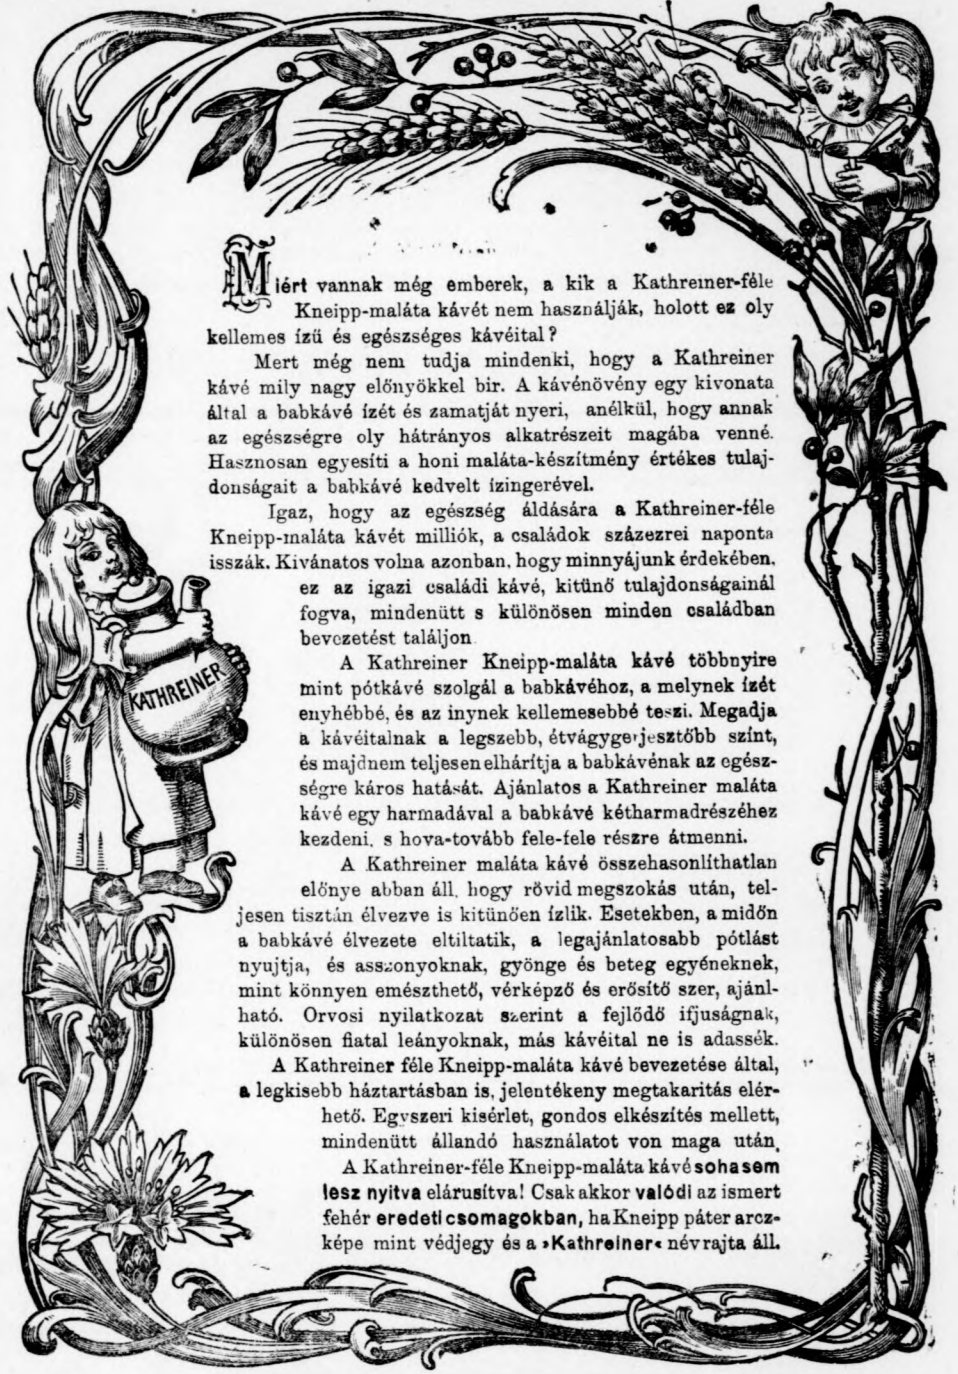 Miért vannak még emberek, a kik a Kathreiner-féle
Kneipp-maláta kávét nem használják, holott ez oly
kellemes ízü és egészséges kávéital?
Mert még nem tudja mindenki, hogy a Kathreiner
kávé mily nagy előnyökkel bir. A kávénövény egy kivonata
által a babkávé ízét és zamatját nyeri, anélkül, hogy annak
az egészségre oly hátrányos alkatrészeit magába venné.
Hasznosan egyesíti a honi maláta-készítmény értékes tulaj-
donságait a babkávé kedvelt ízingerével.
Igaz, hogy az egészség áldására a Kathreiner-féle
Kneipp-maláta kávét milliók, a családok százezrei naponta
isszák. Kivánatos volna azonban, hogy minnyájunk érdekében,
ez az igazi családi kávé, kitünő tulajdonságainál
fogva, mindenütt s különösen minden családban
bevezetést találjon
A Kathreiner Kneipp-maláta kávé többnyire
mint pótkávé szolgál a babkávéhoz, a melynek ízét
enyhébbé, és az inynek kellemesebbé teszi. Megadja
a kávéitalnak a legszebb, étvágygerjesztőbb színt,
és majdnem teljesen elhárítja a babkávénak az egész-
ségre káros hatását. Ajánlatos a Kathreiner maláta
kávé egy harmadával a babkávé kétharmadrészéhez
kezdeni, s hova-tovább fele-fele részre átmenni.
A Kathreiner maláta kávé összehasonlíthatlan
előnye abban áll, hogy rövid megszokás után, tel-
jesen tisztán élvezve is kitünően ízlik. Esetekben, a midőn
a babkávé élvezete eltiltatik, a legajánlatosabb pótlást
nyujtja, és asszonyoknak, gyönge és beteg egyéneknek,
mint könnyen emészthető, vérképző és erősitő szer, ajánl-
ható. Orvosi nyilatkozat szerint a fejlődő ifjuságnak,
különösen fiatal leányoknak, más kávéital ne is adassék.
A Kathreiner féle Kneipp-maláta kávé bevezetése által,
a legkisebb háztartásban is, jelentékeny megtakaritás elér-
hető. Egyszeri kisérlet, gondos elkészítés mellett,
mindenütt állandó használatot von maga után,
A Kathreiner-féle Kneipp-maláta kávé sohasem
lesz nyitva elárusítva! Csak akkor valódi az ismert
fehér eredeti csomagokban, ha Kneipp páter arcz-
képe mint védjegy és a »Kathreiner« névrajta áll.
KATHREINER